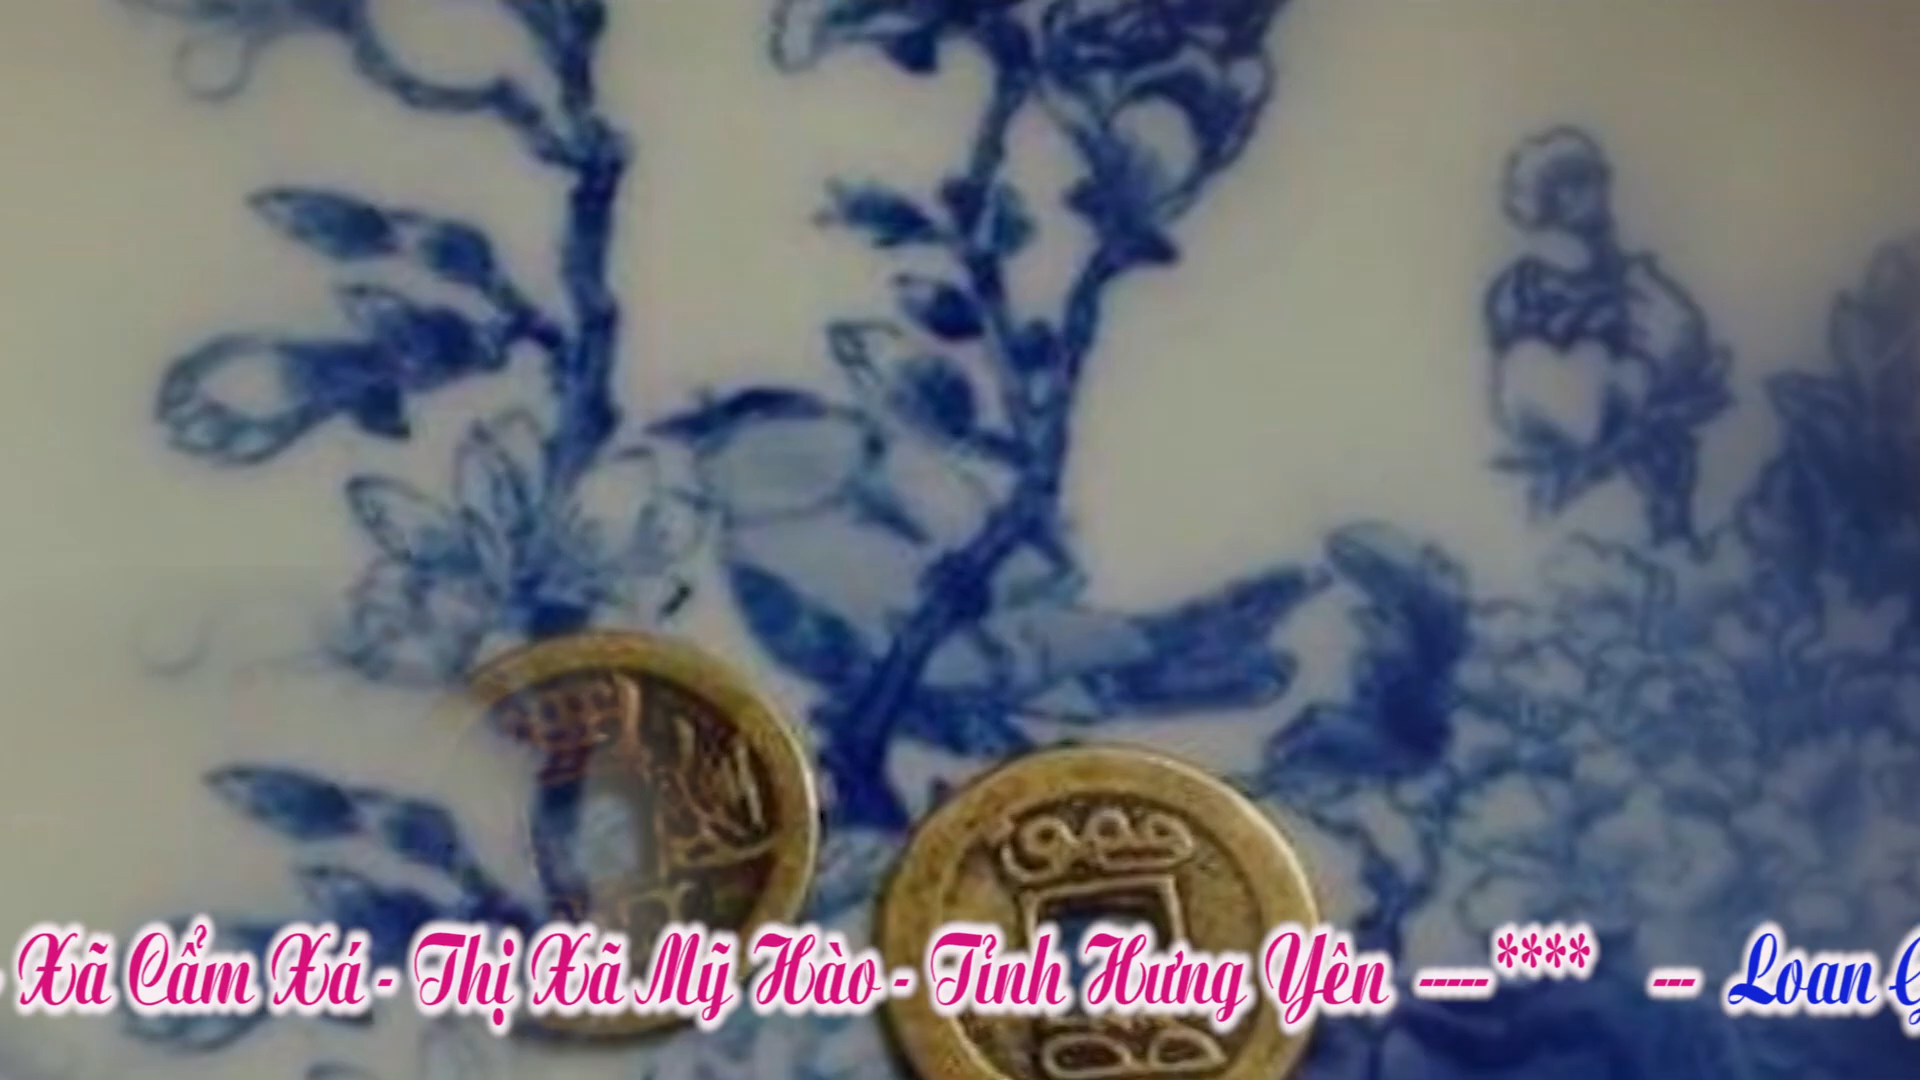 - Xã Cẩm Xá - Thị Xã Mỹ Hào - Tỉnh Hưng Yên -----**** --- Loan